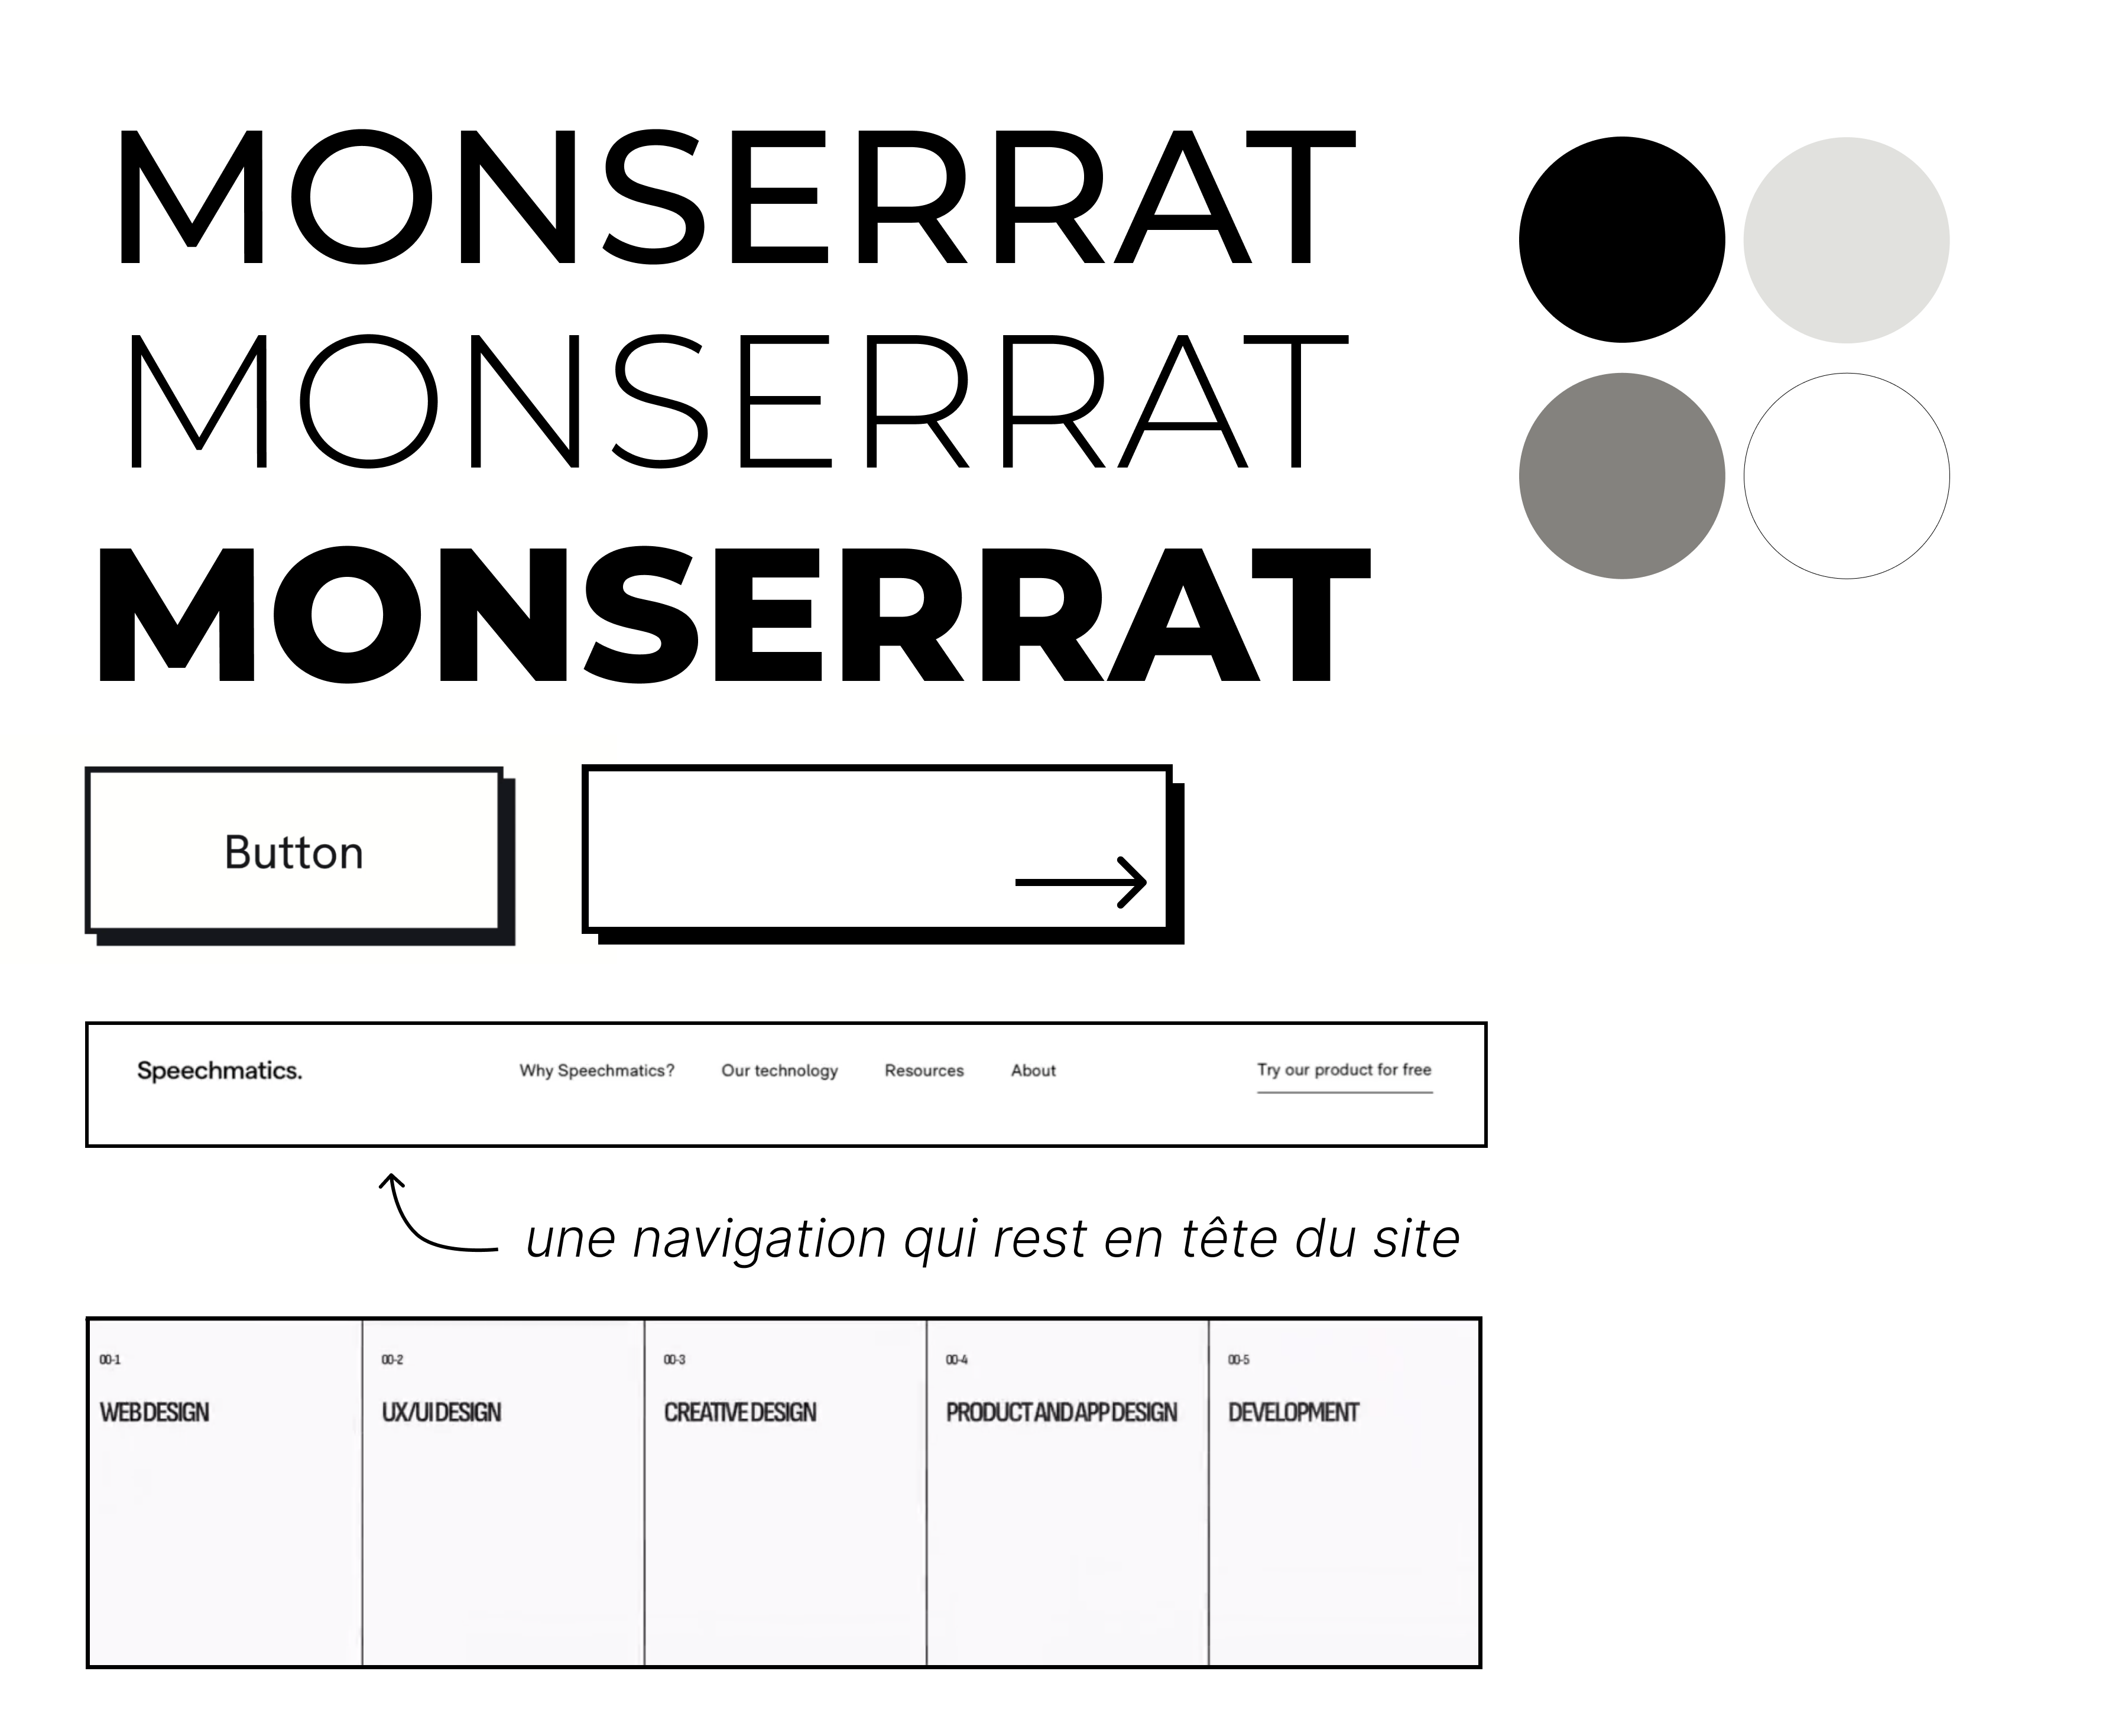 MONSERRAT
MONSERRAT
MONSERRAT
Button
Speechmatics. Why Speechmatics? Our technology Resources About Try our product for free
une navigation qui rest en tête du site
00-1 00-2 00-3 00-4 00-5
WEB DESIGN UX/UI DESIGN CREATIVE DESIGN PRODUCT AND APP DESIGN DEVELOPMENT